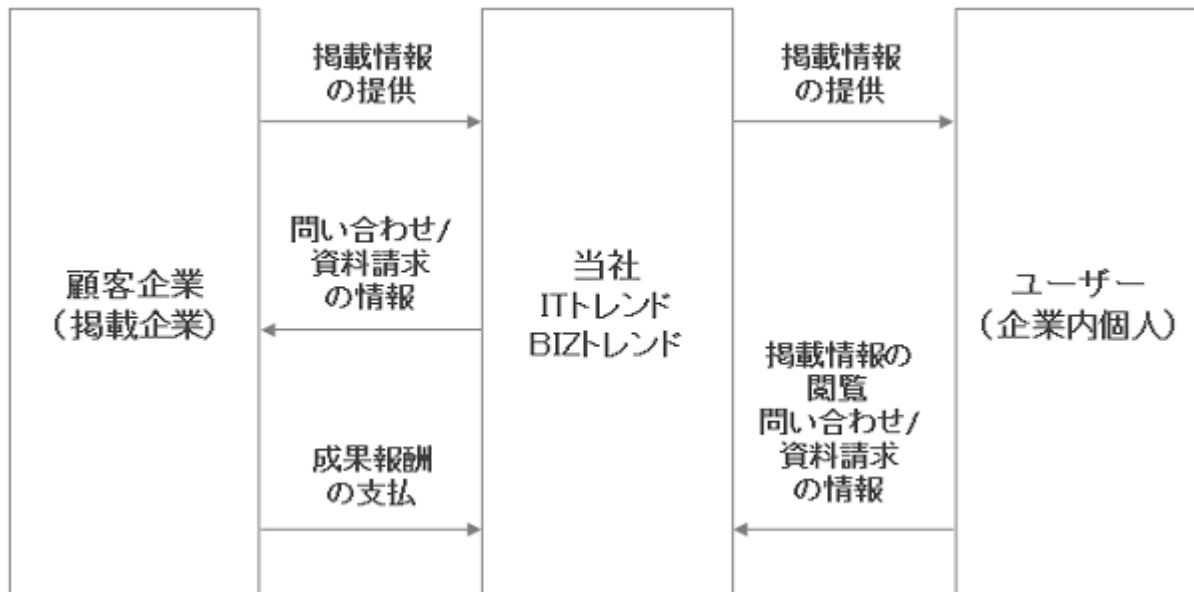 掲載情報
の提供
掲載情報
の提供
問い合わせ/
資料請求
の情報
顧客企業
(掲載企業)
当社
ITトレンド
BIZトレンド
ユーザー
(企業内個人)
掲載情報の
閲覧
問い合わせ/
資料請求
の情報
成果報酬
の支払